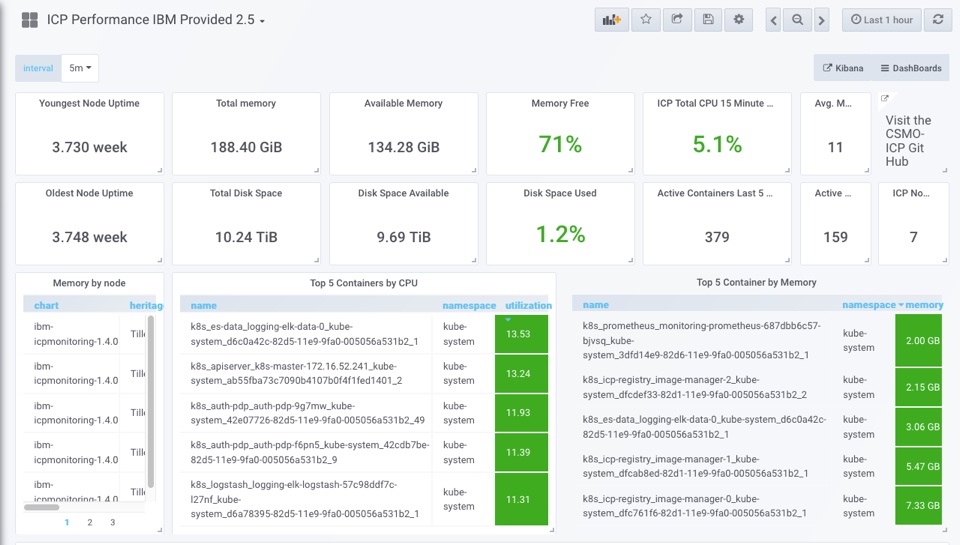 ICP Performance IBM Provided 2.5
Last 1 hour
interval
5m
Kibana
DashBoards
Youngest Node Uptime
3.730 week
Total memory
188.40 GiB
Available Memory
134.28 GiB
Memory Free
71%
ICP Total CPU 15 Minute ...
5.1%
Avg. M...
11
Visit the
CSMO-
ICP Git
Hub
Oldest Node Uptime
3.748 week
Total Disk Space
10.24 TiB
Disk Space Available
9.69 TiB
Disk Space Used
1.2%
Active Containers Last 5 ...
379
Active ...
159
ICP No...
7
Memory by node
chart heritag
ibm-
icpmonitoring-1.4.0
Tille
ibm-
icpmonitoring-1.4.0
Tille
ibm-
icpmonitoring-1.4.0
Tille
ibm-
icpmonitoring-1.4.0
Tille
ibm-
icpmonitoring-1.4.0
Tille
1 2 3
Top 5 Containers by CPU
name namespace utilization
k8s_es-data_logging-elk-data-0_kube-
system_d6c0a42c-82d5-11e9-9fa0-005056a531b2_1
kube-
system
13.53
k8s_apiserver_k8s-master-172.16.52.241_kube-
system_ab55fba73c7090b4107b0f4f1fed1401_2
kube-
system
13.24
k8s_auth-pdp_auth-pdp-9g7mw_kube-
system_42e07726-82d5-11e9-9fa0-005056a531b2_49
kube-
system
11.93
k8s_auth-pdp_auth-pdp-f6pn5_kube-system_42cdb7be-
82d5-11e9-9fa0-005056a531b2_9
kube-
system
11.39
k8s_logstash_logging-elk-logstash-57c98ddf7c-
l27nf_kube-
system_d6a78395-82d5-11e9-9fa0-005056a531b2_1
kube-
system
11.31
Top 5 Container by Memory
name namespace memory
k8s_prometheus_monitoring-prometheus-687dbb6c57-
bjvsq_kube-
system_3dfd14e9-82d6-11e9-9fa0-005056a531b2_1
kube-
system
2.00 GB
k8s_icp-registry_image-manager-2_kube-
system_dfcdef33-82d1-11e9-9fa0-005056a531b2_2
kube-
system
2.15 GB
k8s_es-data_logging-elk-data-0_kube-system_d6c0a42c-
82d5-11e9-9fa0-005056a531b2_1
kube-
system
3.06 GB
k8s_icp-registry_image-manager-1_kube-
system_dfcab8ed-82d1-11e9-9fa0-005056a531b2_1
kube-
system
5.47 GB
k8s_icp-registry_image-manager-0_kube-
system_dfc761f6-82d1-11e9-9fa0-005056a531b2_1
kube-
system
7.33 GB